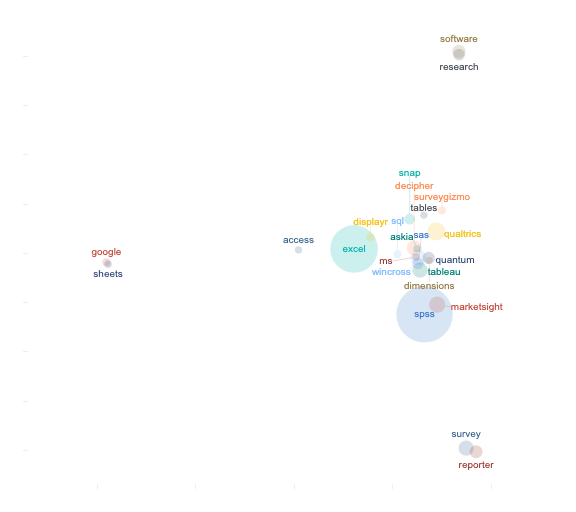 software
research
snap
decipher
surveygizmo
tables
displayr
sql
askia
sas
qualtrics
access
excel
google
sheets
ms
quantum
wincross
tableau
dimensions
marketsight
spss
survey
reporter